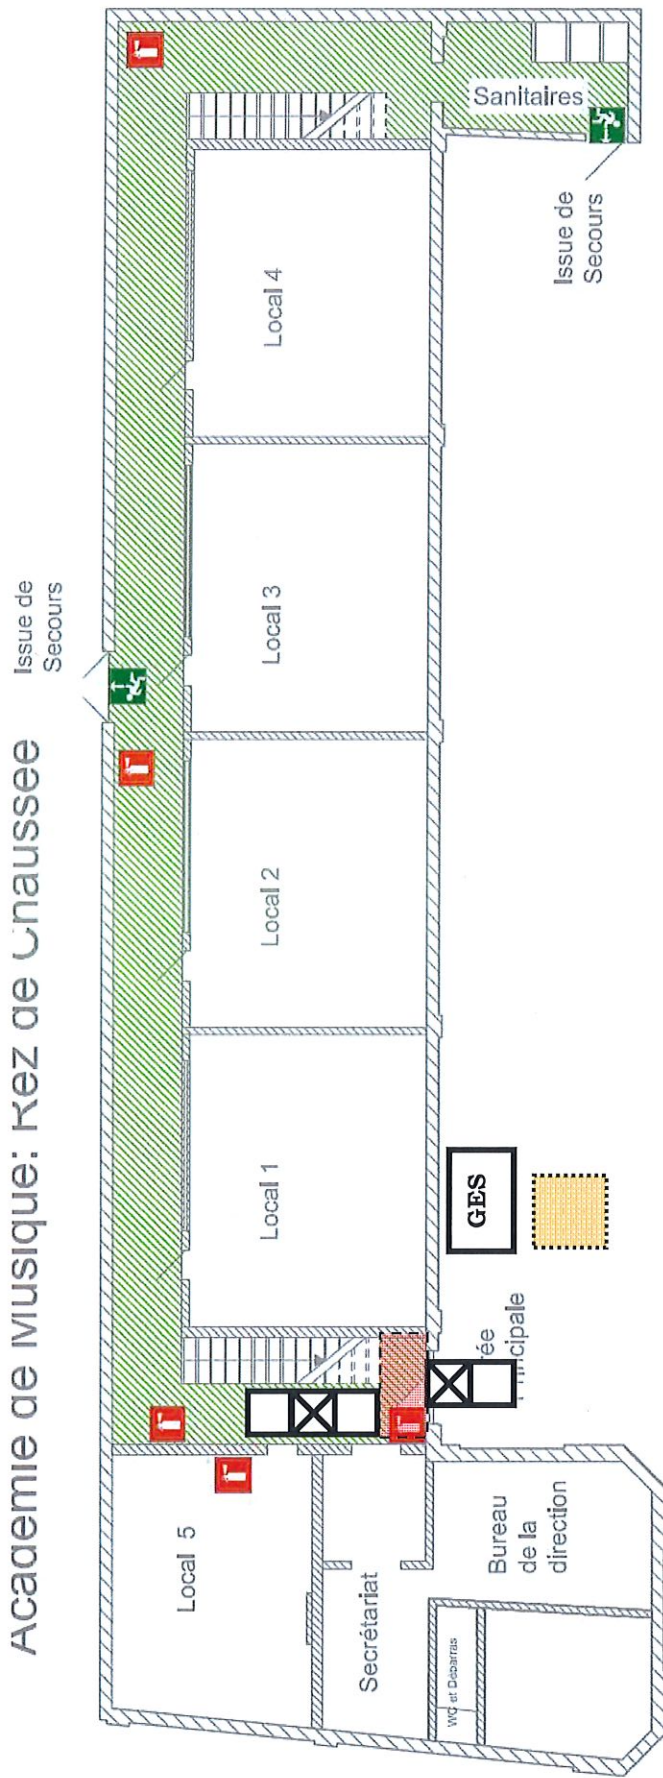 Académie de Musique: Rez de Chaussée
Issue de
Secours
Sanitaires
Issue de
Secours
Local 4
Local 3
Local 2
Local 1
GES
Local 5
Secrétariat
Bureau
de la
direction
WC et Débarras